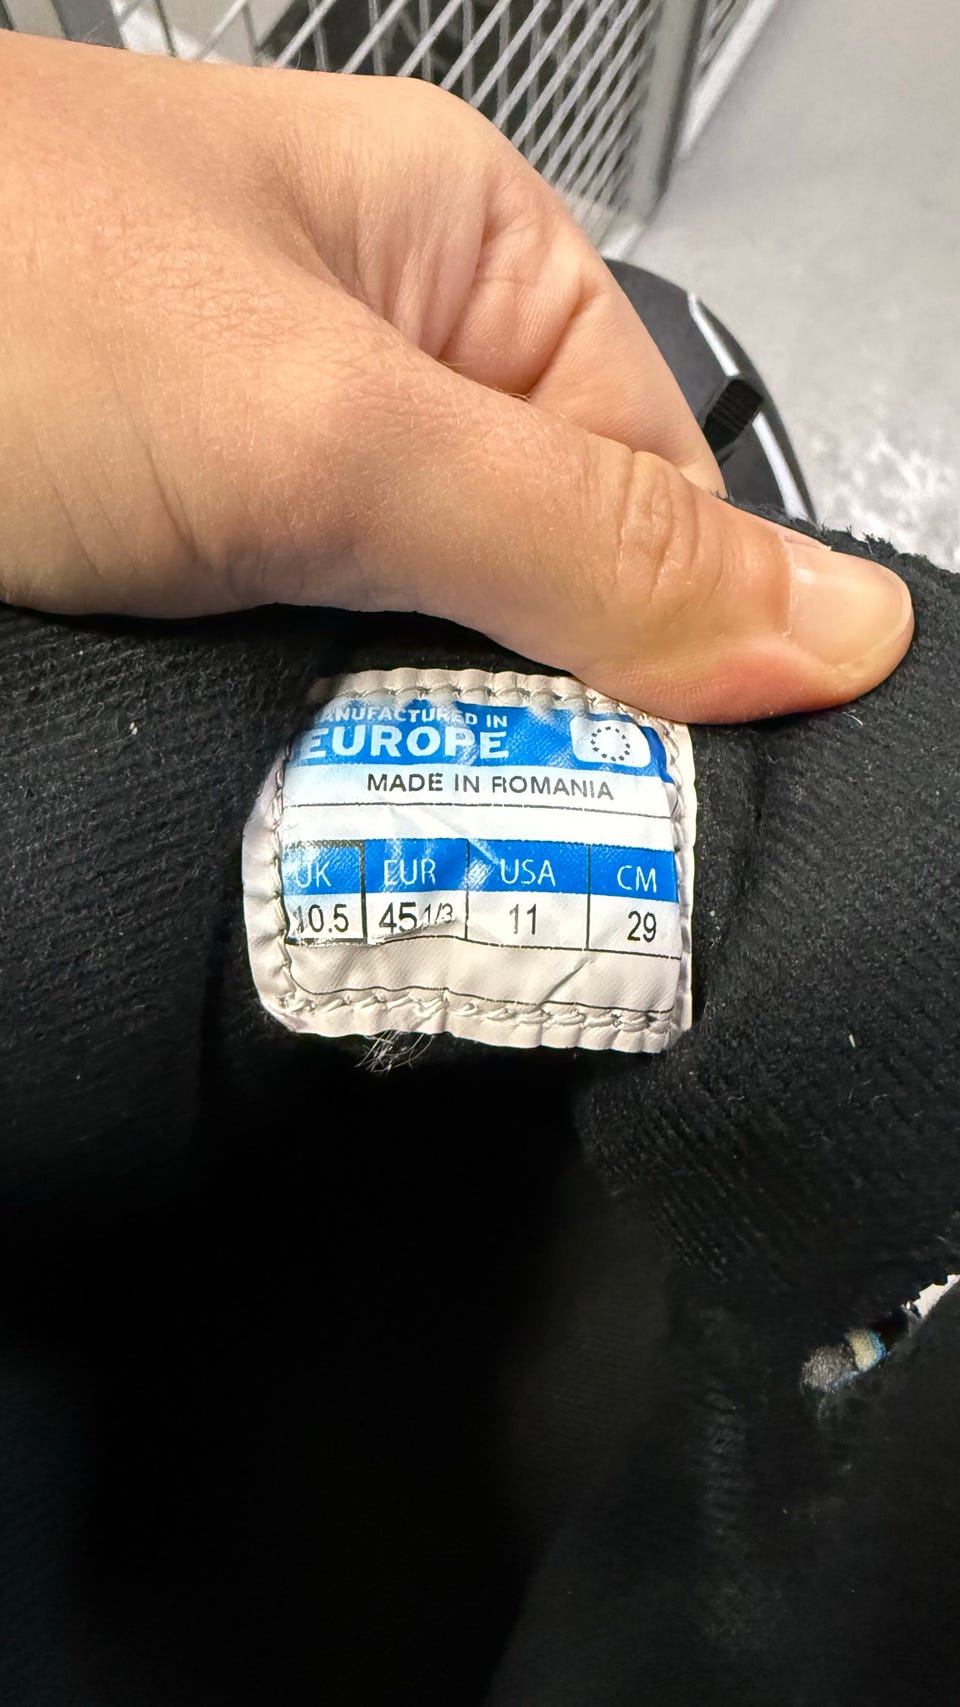 MANUFACTURED IN
EUROPE
MADE IN ROMANIA
UK EUR USA CM
10.5 45 1/3 11 29